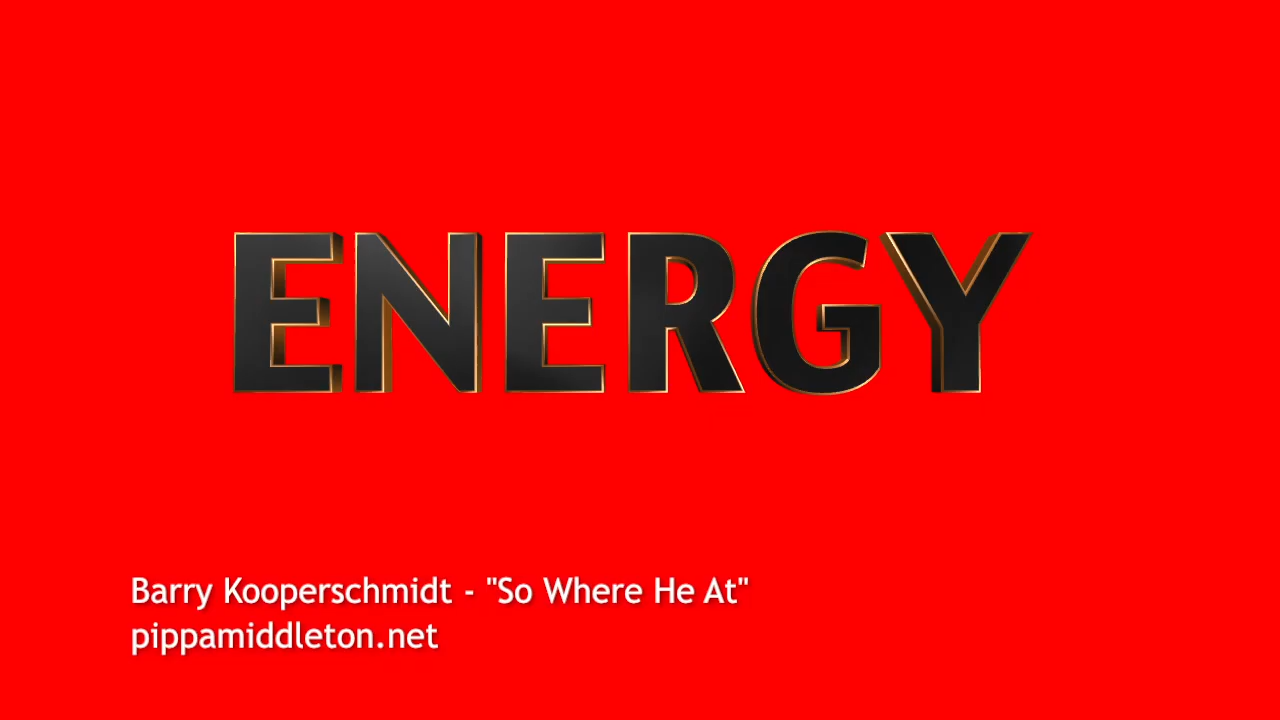 ENERGY
Barry Kooperschmidt - "So Where He At"
pippamiddleton.net